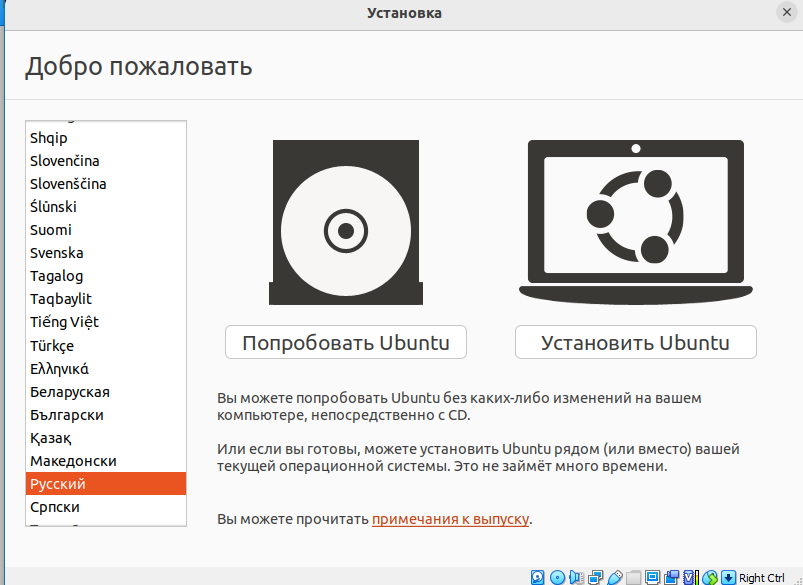 Установка
Добро пожаловать
Shqip
Slovenčina
Slovenščina
Ślůnski
Suomi
Svenska
Tagalog
Taqbaylit
Tiếng Việt
Türkçe
Ελληνικά
Беларуская
Български
Қазақ
Македонски
Русский
Српски
Попробовать Ubuntu
Установить Ubuntu
Вы можете попробовать Ubuntu без каких-либо изменений на вашем
компьютере, непосредственно с CD.
Или если вы готовы, можете установить Ubuntu рядом (или вместо) вашей
текущей операционной системы. Это не займёт много времени.
Вы можете прочитать примечания к выпуску.
Right Ctrl